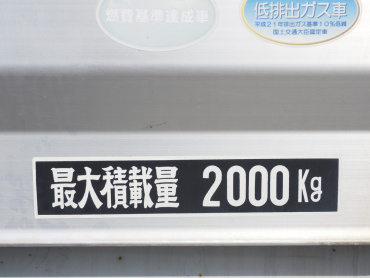 燃費基準達成車
低排出ガス車
平成21年排出ガス基準10%低減
国土交通大臣認定車
最大積載量 2000Kg